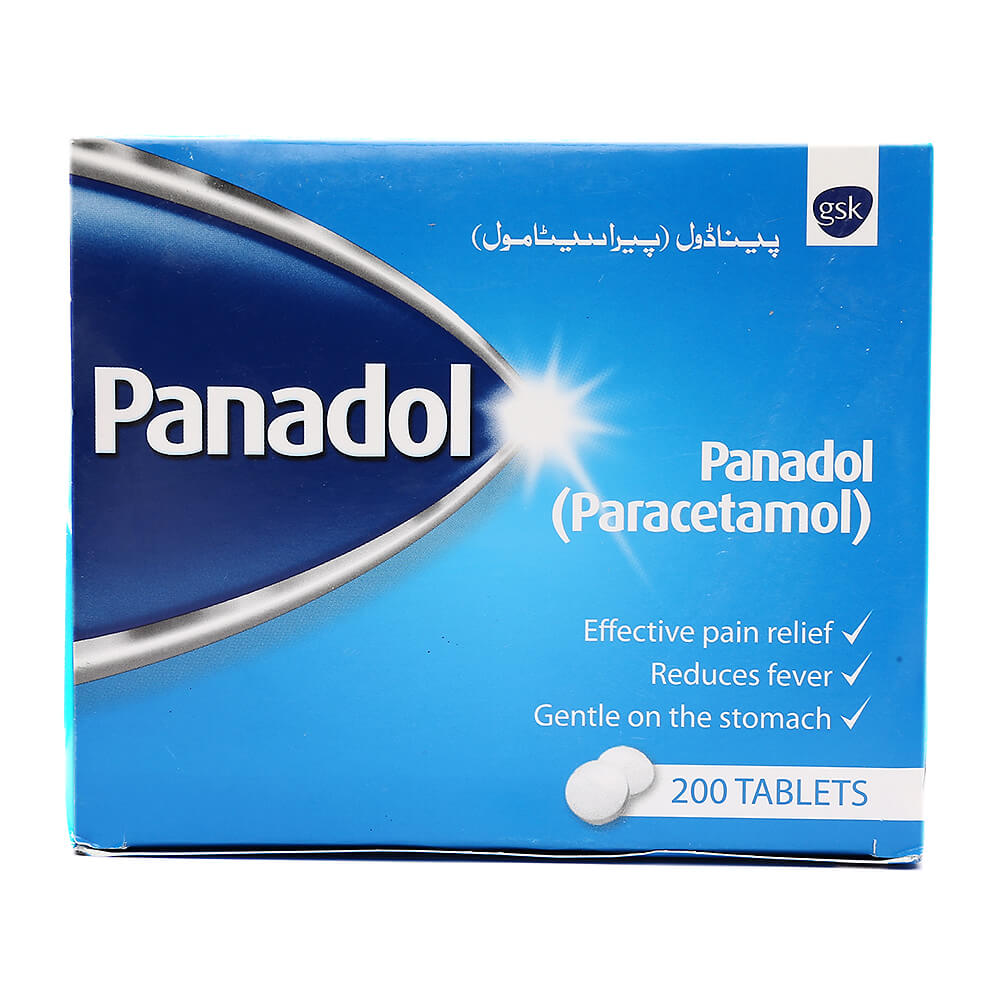 gsk
پیناڈول (پیراسیٹامول)
Panadol
Panadol
(Paracetamol)
Effective pain relief ✓
Reduces fever ✓
Gentle on the stomach ✓
200 TABLETS